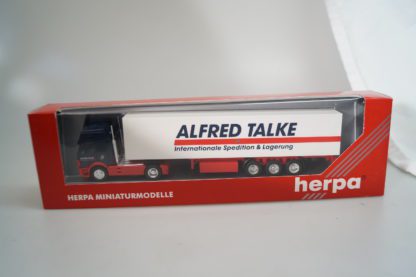 ALFRED TALKE
Internationale Spedition & Lagerung
HERPA MINIATURMODELLE
herpa